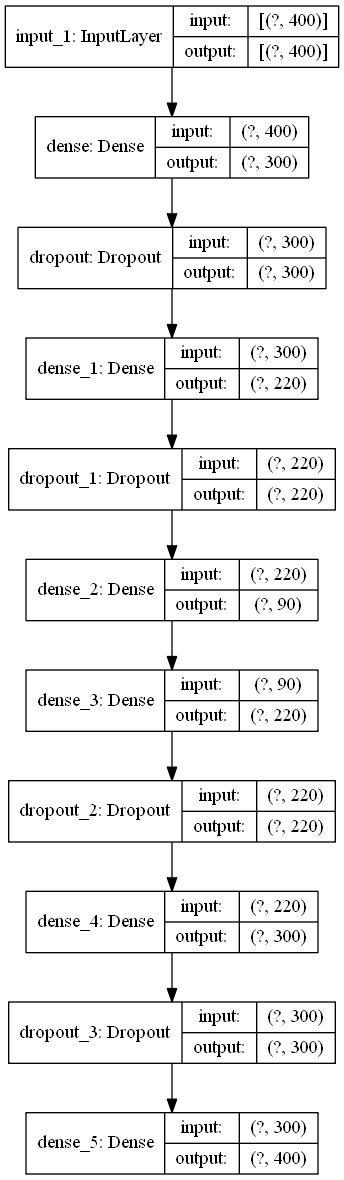 input_1: InputLayer input: [(?, 400)]
output: [(?, 400)]
dense: Dense input: (?, 400)
output: (?, 300)
dropout: Dropout input: (?, 300)
output: (?, 300)
dense_1: Dense input: (?, 300)
output: (?, 220)
dropout_1: Dropout input: (?, 220)
output: (?, 220)
dense_2: Dense input: (?, 220)
output: (?, 90)
dense_3: Dense input: (?, 90)
output: (?, 220)
dropout_2: Dropout input: (?, 220)
output: (?, 220)
dense_4: Dense input: (?, 220)
output: (?, 300)
dropout_3: Dropout input: (?, 300)
output: (?, 300)
dense_5: Dense input: (?, 300)
output: (?, 400)